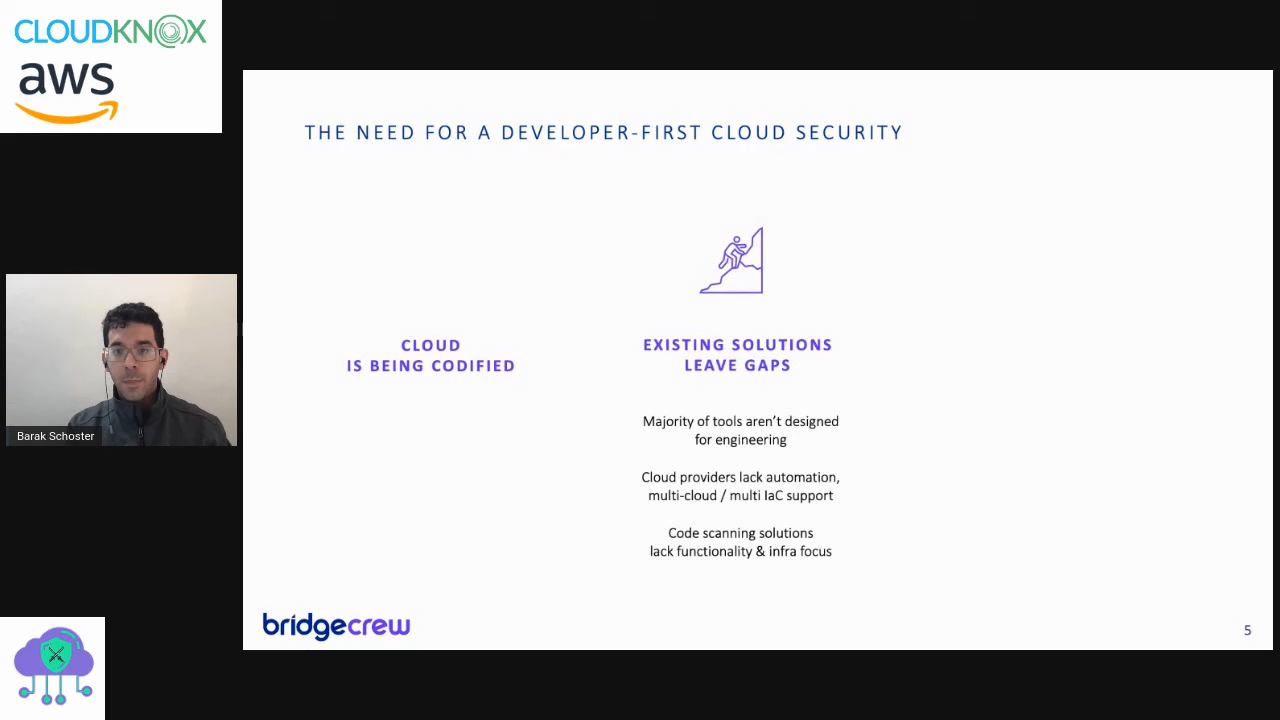 CLOUDKNOX
aws
THE NEED FOR A DEVELOPER-FIRST CLOUD SECURITY
CLOUD
IS BEING CODIFIED
EXISTING SOLUTIONS
LEAVE GAPS
Majority of tools aren't designed
for engineering
Cloud providers lack automation,
multi-cloud / multi IaC support
Code scanning solutions
lack functionality & infra focus
Barak Schoster
bridgecrew
5